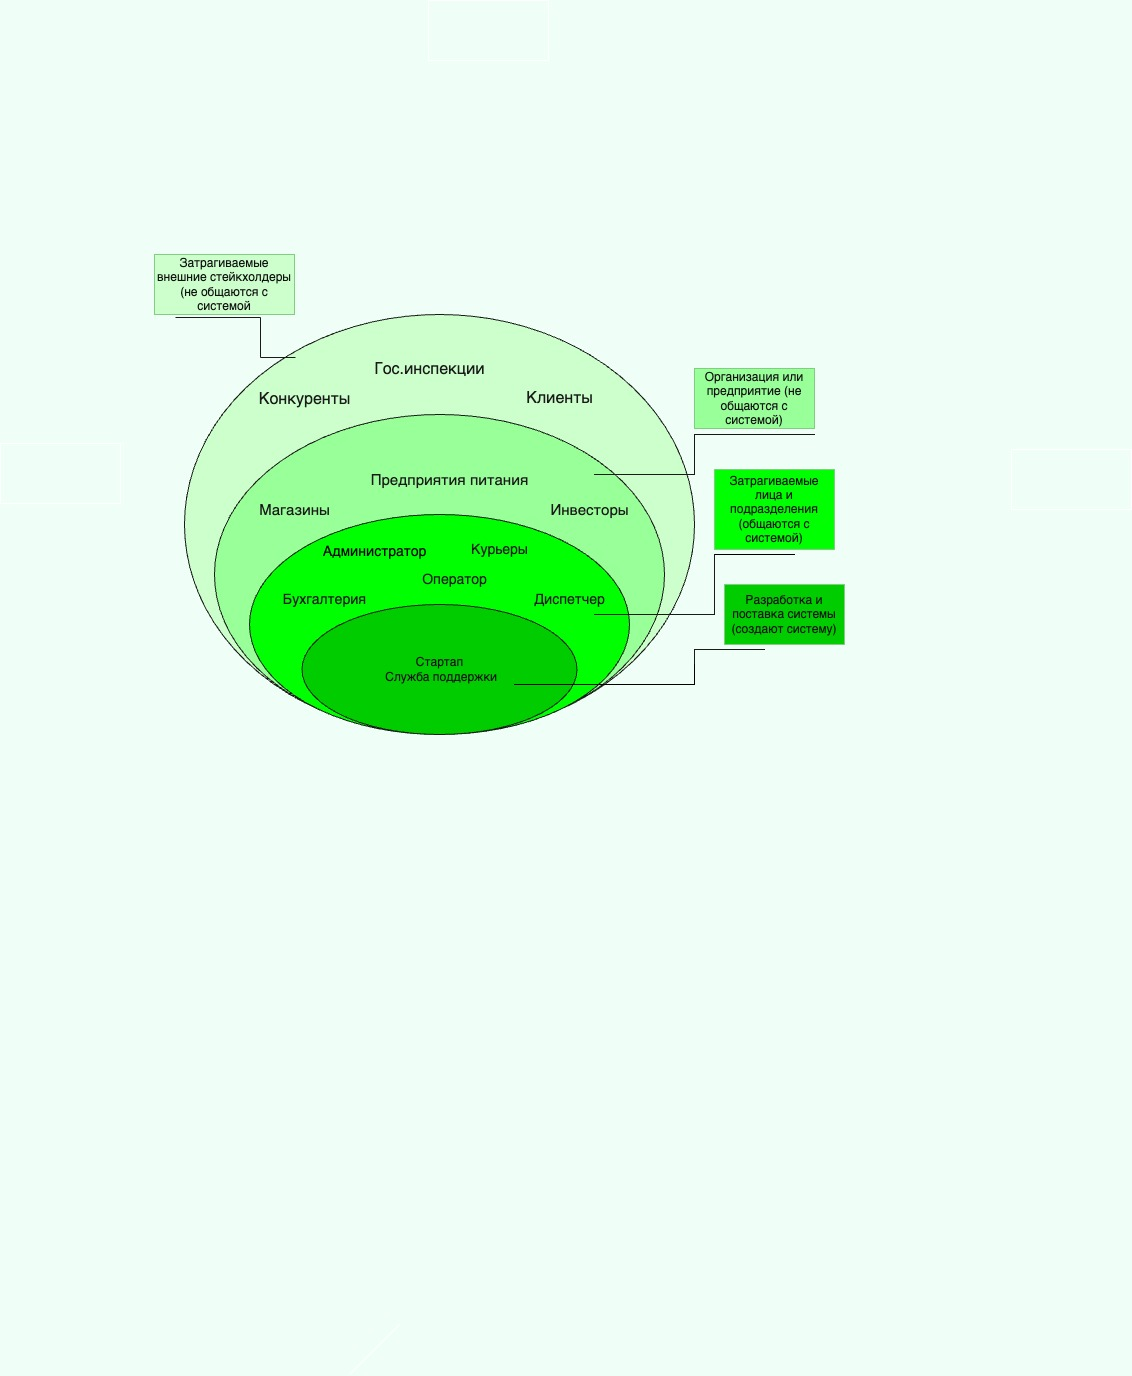 Затрагиваемые
внешние стейкхолдеры
(не общаются с
системой
Гос.инспекции
Конкуренты
Клиенты
Организация или
предприятие (не
общаются с
системой)
Предприятия питания
Магазины
Инвесторы
Затрагиваемые
лица и
подразделения
(общаются с
системой)
Администратор
Курьеры
Оператор
Бухгалтерия
Диспетчер
Разработка и
поставка системы
(создают систему)
Стартап
Служба поддержки